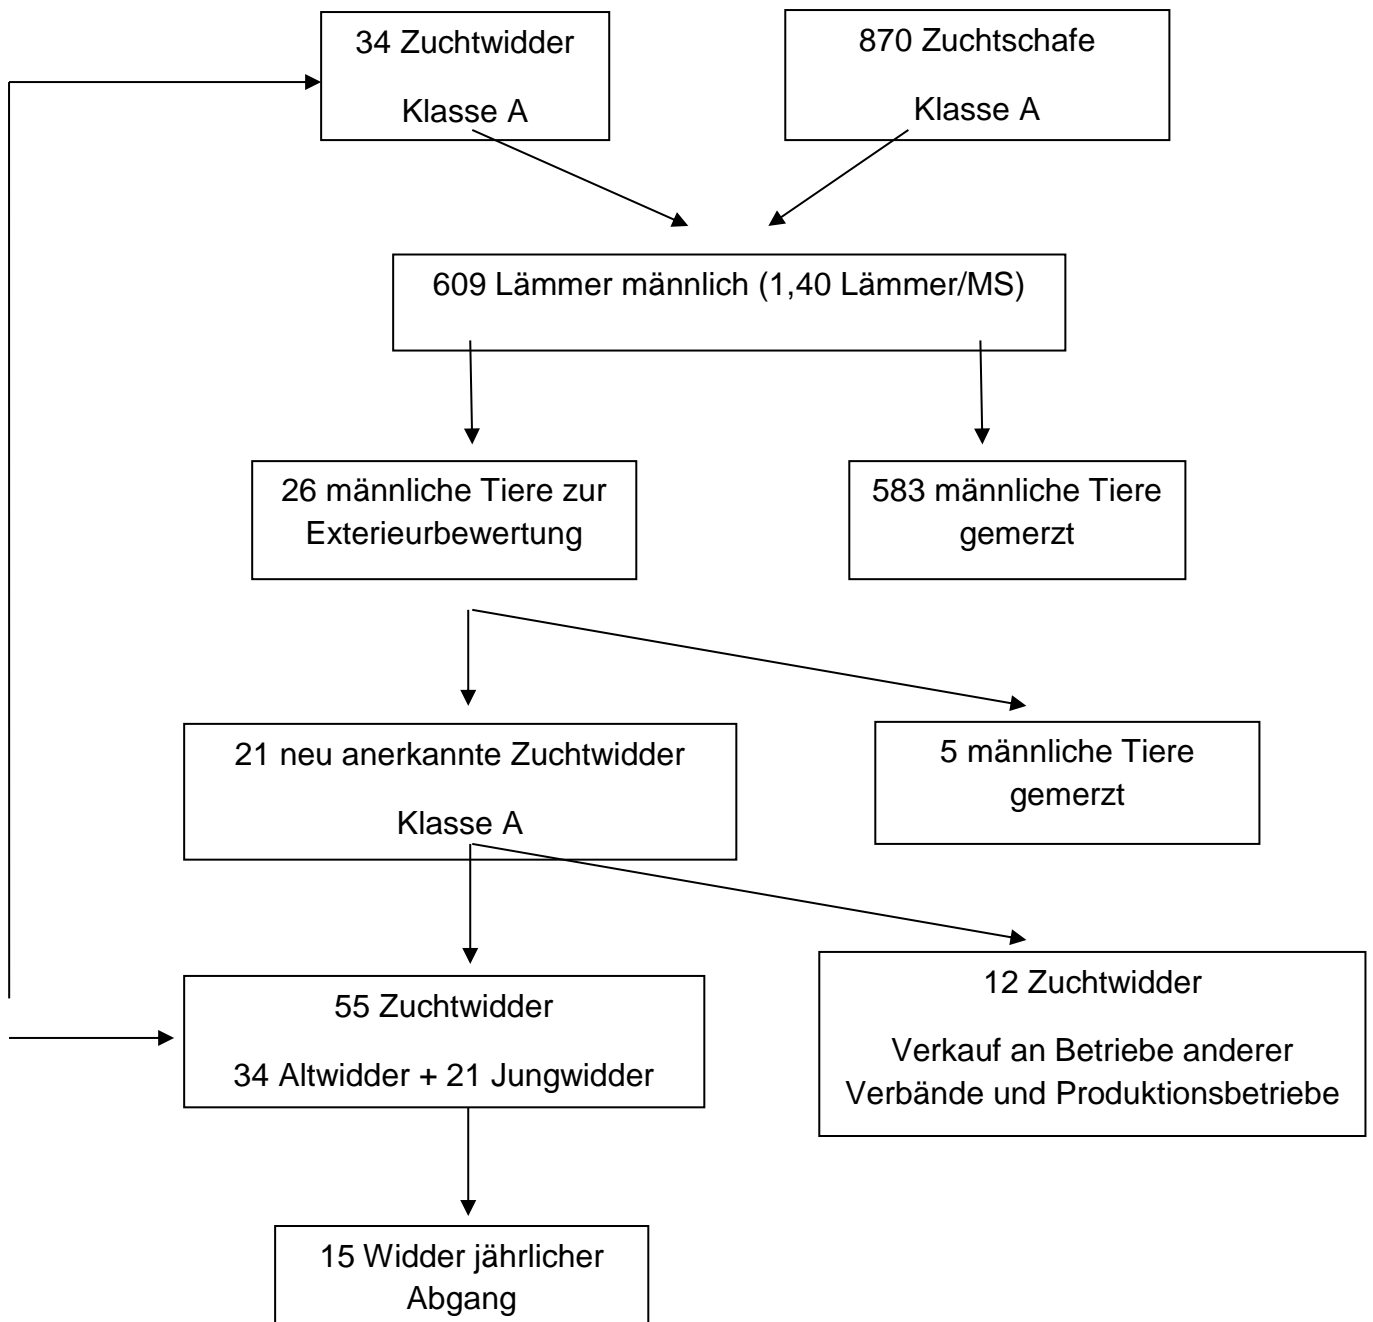 34 Zuchtwidder
Klasse A
870 Zuchtschafe
Klasse A
609 Lämmer männlich (1,40 Lämmer/MS)
26 männliche Tiere zur
Exterieurbewertung
583 männliche Tiere
gemerzt
21 neu anerkannte Zuchtwidder
Klasse A
5 männliche Tiere
gemerzt
55 Zuchtwidder
34 Altwidder + 21 Jungwidder
12 Zuchtwidder
Verkauf an Betriebe anderer
Verbände und Produktionsbetriebe
15 Widder jährlicher
Abgang